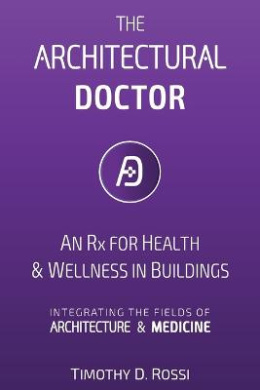 THE
ARCHITECTURAL
DOCTOR
AN Rx FOR HEALTH
& WELLNESS IN BUILDINGS
INTEGRATING THE FIELDS OF
ARCHITECTURE & MEDICINE
TIMOTHY D. ROSSI